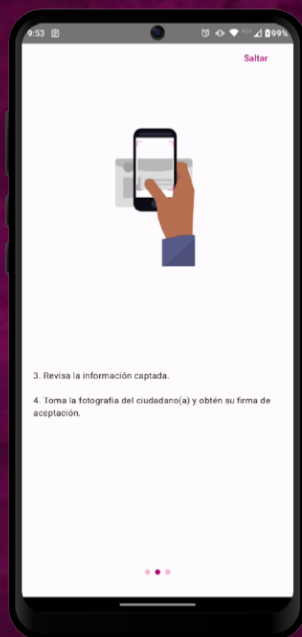 9:53
99%
Saltar
3. Revisa la información captada.
4. Toma la fotografía del ciudadano(a) y obtén su firma de
aceptación.